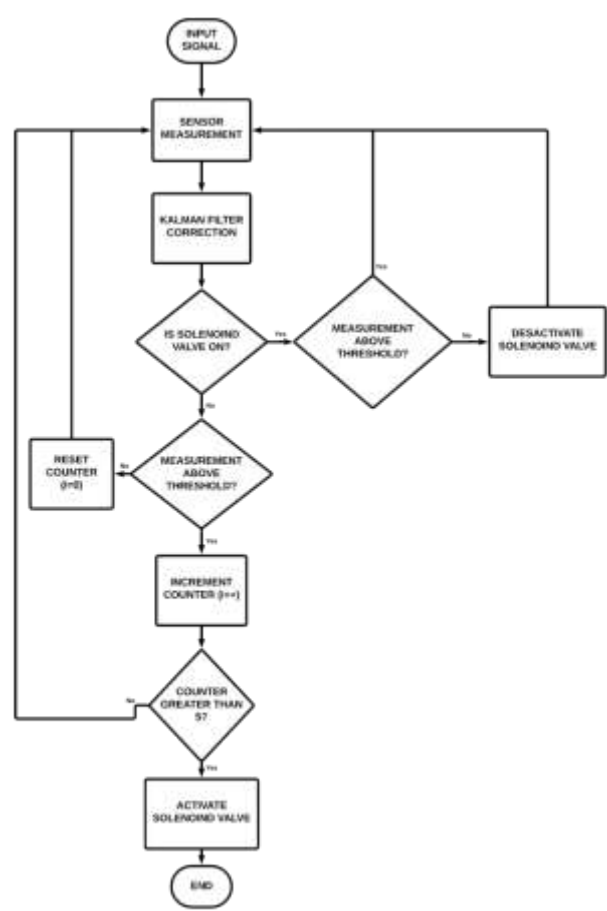 INPUT
SIGNAL
SENSOR
MEASUREMENT
KALMAN FILTER
CORRECTION
Yes
IS SOLENOIND
VALVE ON?
Yes
MEASUREMENT
ABOVE
THRESHOLD?
No
DESACTIVATE
SOLENOIND VALVE
No
RESET
COUNTER
(i=0)
No
MEASUREMENT
ABOVE
THRESHOLD?
Yes
INCREMENT
COUNTER (i++)
No
COUNTER
GREATER THAN
5?
Yes
ACTIVATE
SOLENOIND VALVE
END